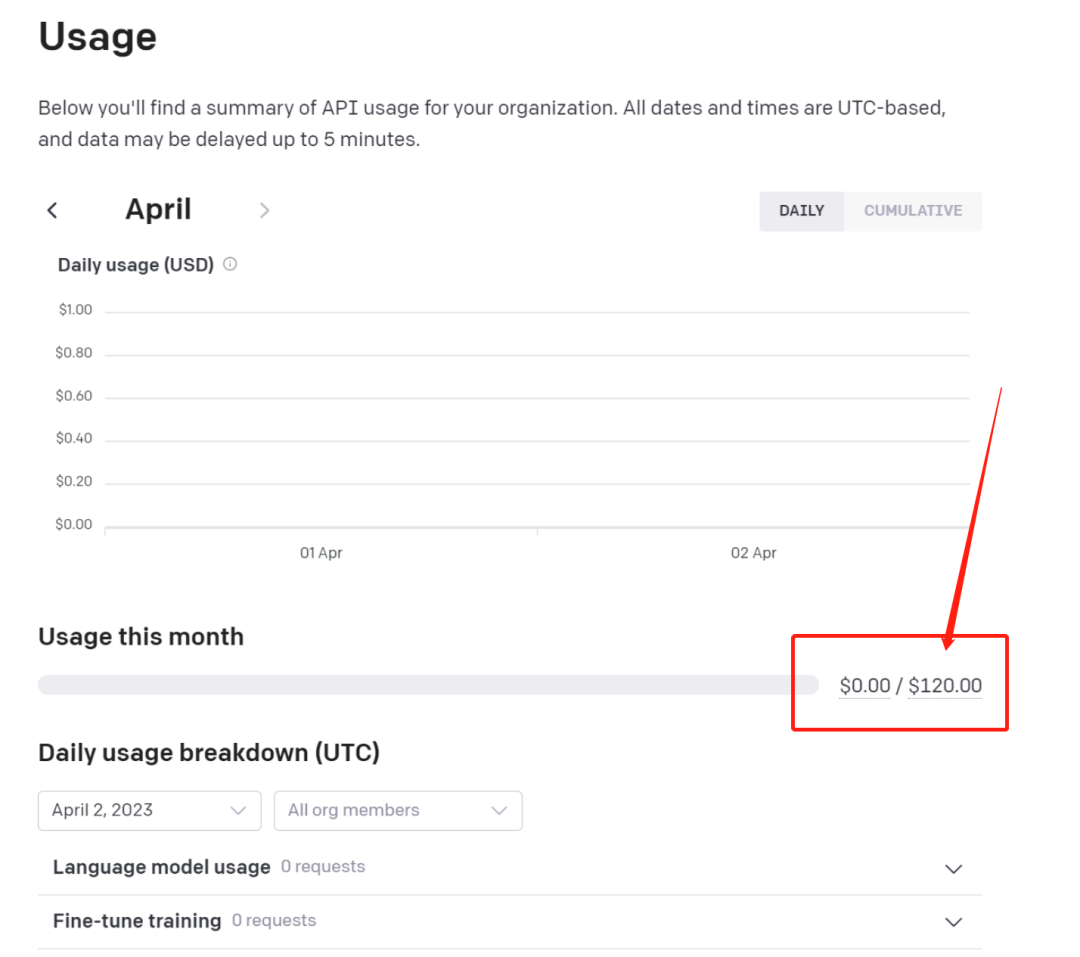 Usage
Below you'll find a summary of API usage for your organization. All dates and times are UTC-based,
and data may be delayed up to 5 minutes.
April
DAILY CUMULATIVE
Daily usage (USD)
$1.00
$0.80
$0.60
$0.40
$0.20
$0.00
01 Apr 02 Apr
Usage this month
$0.00 / $120.00
Daily usage breakdown (UTC)
April 2, 2023 All org members
Language model usage 0 requests
Fine-tune training 0 requests